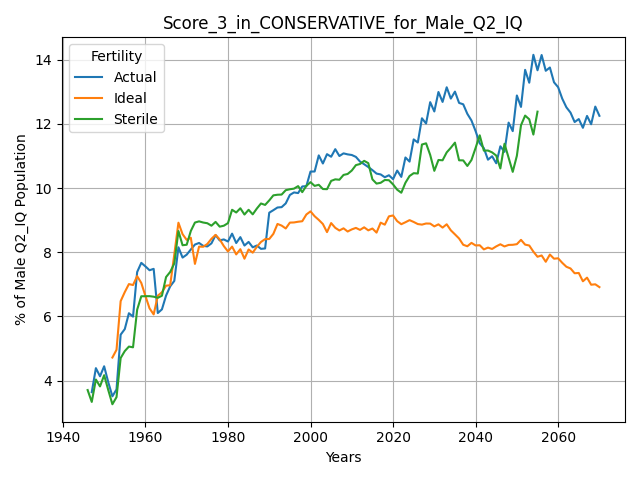 Score_3_in_CONSERVATIVE_for_Male_Q2_IQ
Fertility
Actual
Ideal
Sterile
% of Male Q2_IQ Population
14
12
10
8
6
4
1940 1960 1980 2000 2020 2040 2060
Years